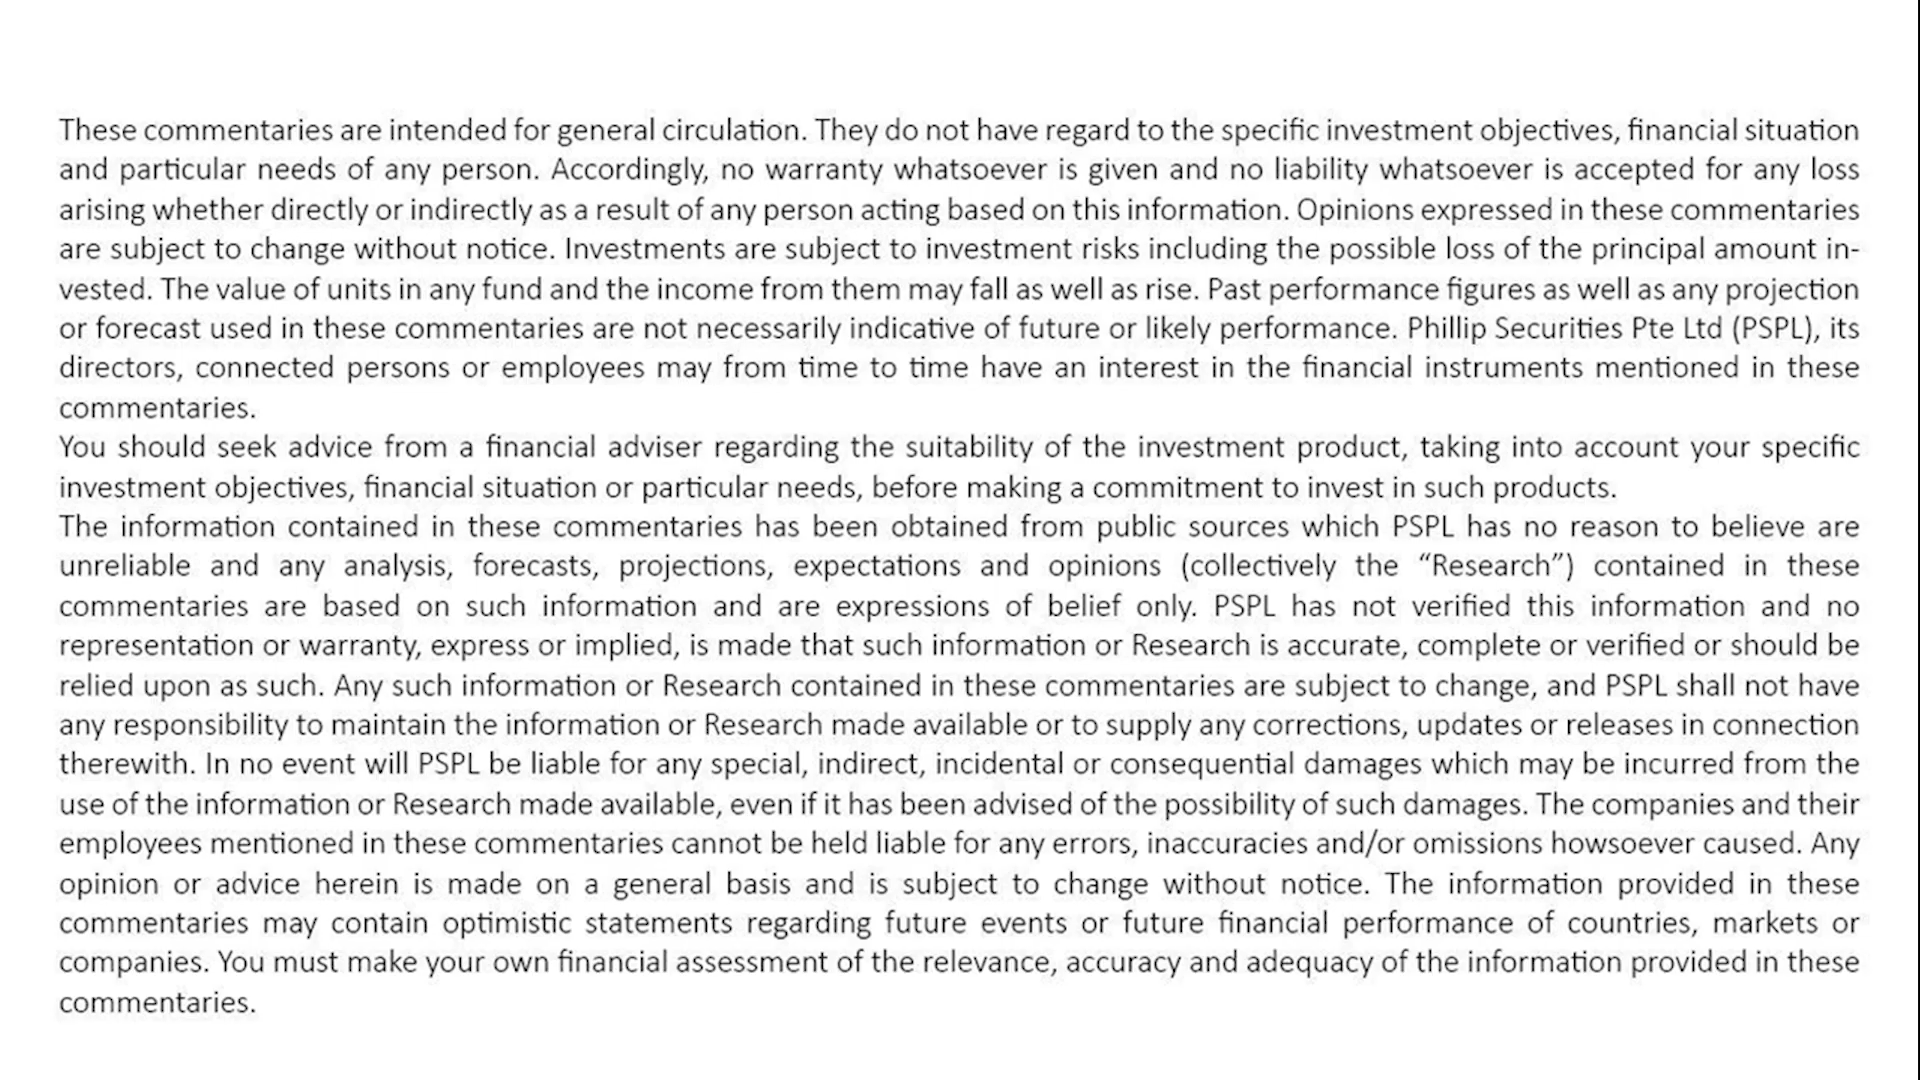 These commentaries are intended for general circulation. They do not have regard to the specific investment objectives, financial situation
and particular needs of any person. Accordingly, no warranty whatsoever is given and no liability whatsoever is accepted for any loss
arising whether directly or indirectly as a result of any person acting based on this information. Opinions expressed in these commentaries
are subject to change without notice. Investments are subject to investment risks including the possible loss of the principal amount in-
vested. The value of units in any fund and the income from them may fall as well as rise. Past performance figures as well as any projection
or forecast used in these commentaries are not necessarily indicative of future or likely performance. Phillip Securities Pte Ltd (PSPL), its
directors, connected persons or employees may from time to time have an interest in the financial instruments mentioned in these
commentaries.
You should seek advice from a financial adviser regarding the suitability of the investment product, taking into account your specific
investment objectives, financial situation or particular needs, before making a commitment to invest in such products.
The information contained in these commentaries has been obtained from public sources which PSPL has no reason to believe are
unreliable and any analysis, forecasts, projections, expectations and opinions (collectively the “Research”) contained in these
commentaries are based on such information and are expressions of belief only. PSPL has not verified this information and no
representation or warranty, express or implied, is made that such information or Research is accurate, complete or verified or should be
relied upon as such. Any such information or Research contained in these commentaries are subject to change, and PSPL shall not have
any responsibility to maintain the information or Research made available or to supply any corrections, updates or releases in connection
therewith. In no event will PSPL be liable for any special, indirect, incidental or consequential damages which may be incurred from the
use of the information or Research made available, even if it has been advised of the possibility of such damages. The companies and their
employees mentioned in these commentaries cannot be held liable for any errors, inaccuracies and/or omissions howsoever caused. Any
opinion or advice herein is made on a general basis and is subject to change without notice. The information provided in these
commentaries may contain optimistic statements regarding future events or future financial performance of countries, markets or
companies. You must make your own financial assessment of the relevance, accuracy and adequacy of the information provided in these
commentaries.